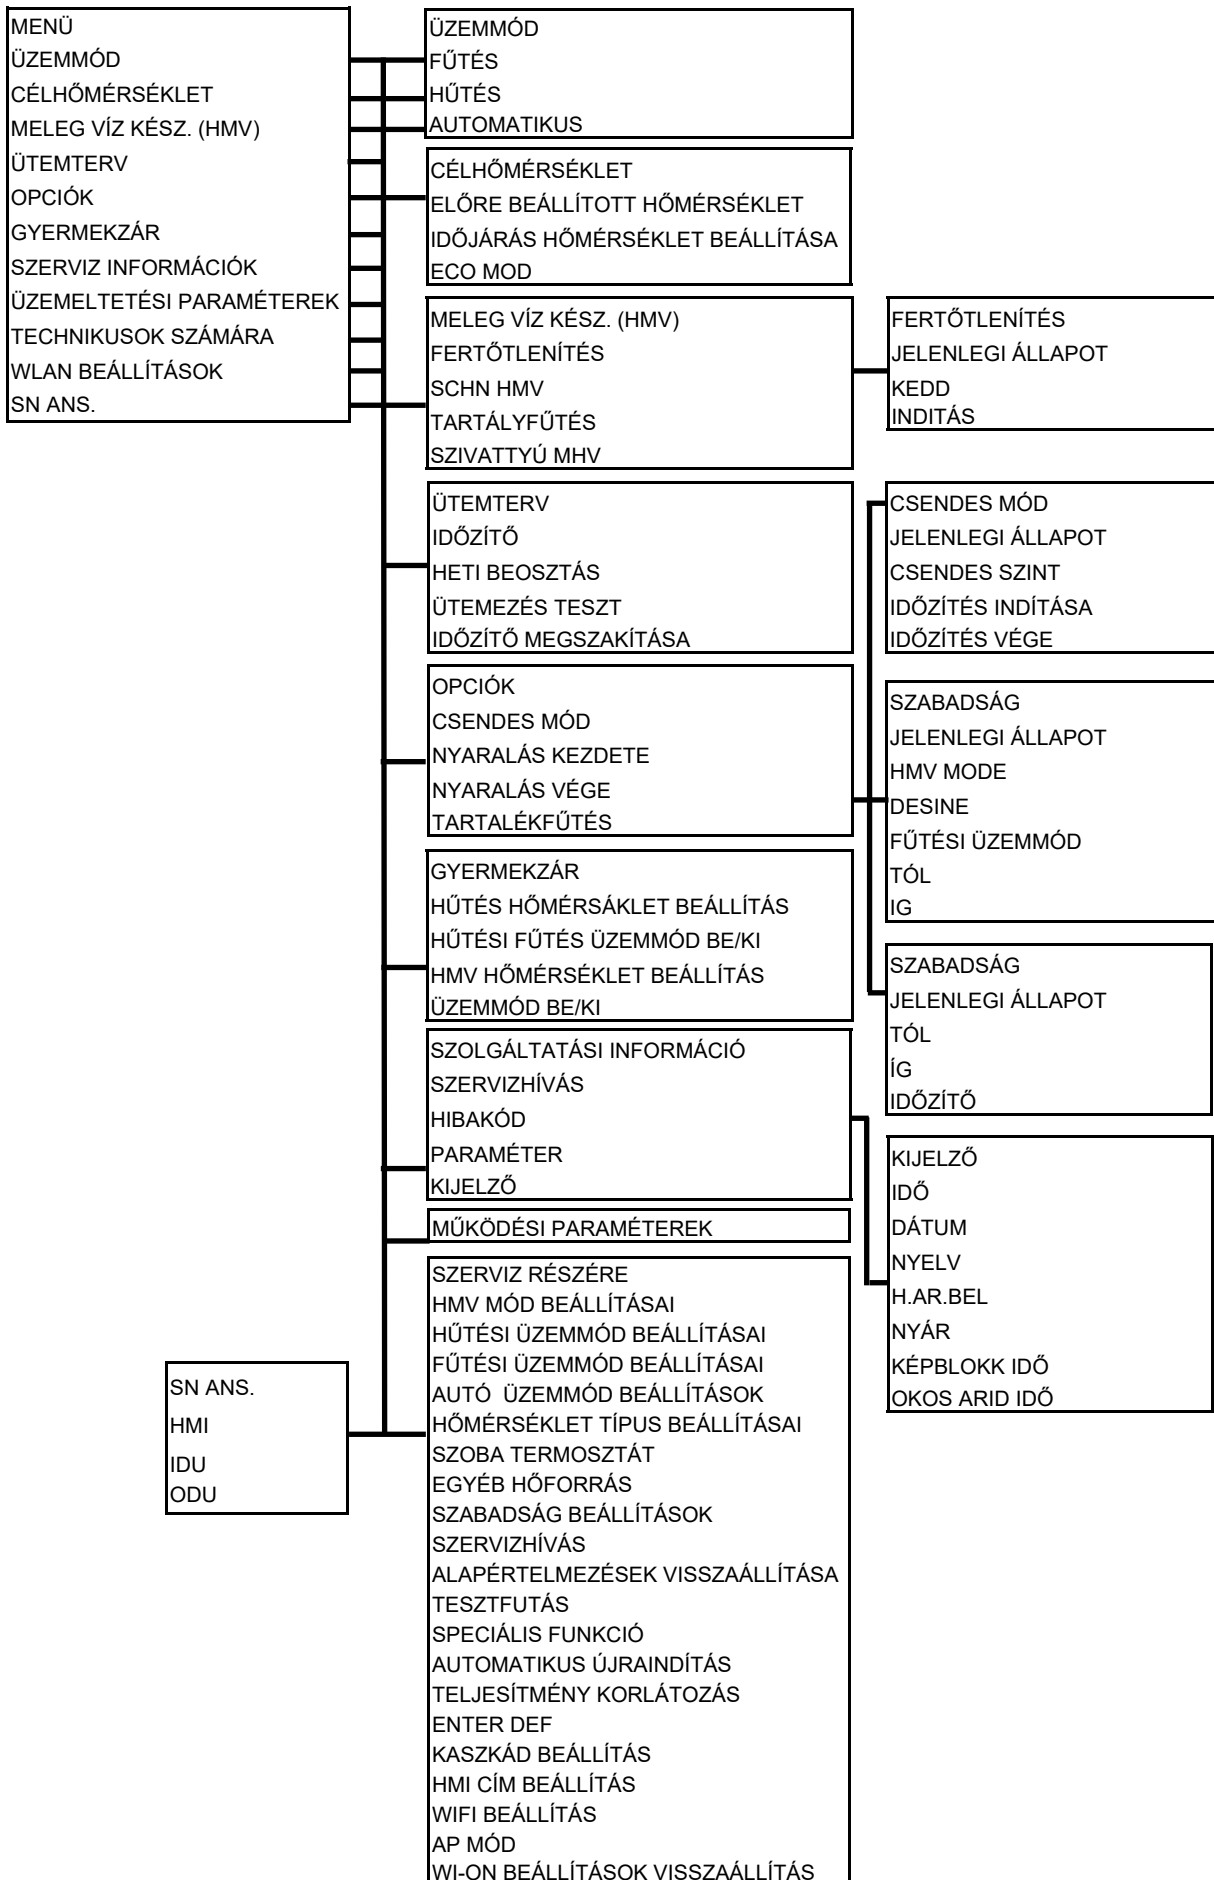 MENÜ
ÜZEMMÓD
CÉLHŐMÉRSÉKLET
MELEG VÍZ KÉSZ. (HMV)
ÜTEMTERV
OPCIÓK
GYERMEKZÁR
SZERVIZ INFORMÁCIÓK
ÜZEMELTETÉSI PARAMÉTEREK
TECHNIKUSOK SZÁMÁRA
WLAN BEÁLLÍTÁSOK
SN ANS.
ÜZEMMÓD
FŰTÉS
HŰTÉS
AUTOMATIKUS
CÉLHŐMÉRSÉKLET
ELŐRE BEÁLLÍTOTT HŐMÉRSÉKLET
IDŐJÁRÁS HŐMÉRSÉKLET BEÁLLÍTÁSA
ECO MOD
MELEG VÍZ KÉSZ. (HMV)
FERTŐTLENÍTÉS
SCHN HMV
TARTÁLYFŰTÉS
SZIVATTYÚ MHV
FERTŐTLENÍTÉS
JELENLEGI ÁLLAPOT
KEDD
INDITÁS
ÜTEMTERV
IDŐZÍTŐ
HETI BEOSZTÁS
ÜTEMEZÉS TESZT
IDŐZÍTŐ MEGSZAKÍTÁSA
OPCIÓK
CSENDES MÓD
NYARALÁS KEZDETE
NYARALÁS VÉGE
TARTALÉKFŰTÉS
CSENDES MÓD
JELENLEGI ÁLLAPOT
CSENDES SZINT
IDŐZÍTÉS INDÍTÁSA
IDŐZÍTÉS VÉGE
SZABADSÁG
JELENLEGI ÁLLAPOT
HMV MODE
DESINE
FŰTÉSI ÜZEMMÓD
TÓL
IG
SZABADSÁG
JELENLEGI ÁLLAPOT
TÓL
ÍG
IDŐZÍTŐ
GYERMEKZÁR
HŰTÉS HŐMÉRSÁKLET BEÁLLÍTÁS
HŰTÉSI FŰTÉS ÜZEMMÓD BE/KI
HMV HŐMÉRSÉKLET BEÁLLÍTÁS
ÜZEMMÓD BE/KI
SZOLGÁLTATÁSI INFORMÁCIÓ
SZERVIZHÍVÁS
HIBAKÓD
PARAMÉTER
KIJELZŐ
KIJELZŐ
IDŐ
DÁTUM
NYELV
H.AR.BEL
NYÁR
KÉPBLOKK IDŐ
OKOS ARID IDŐ
MŰKÖDÉSI PARAMÉTEREK
SZERVIZ RÉSZÉRE
HMV MÓD BEÁLLÍTÁSAI
HŰTÉSI ÜZEMMÓD BEÁLLÍTÁSAI
FŰTÉSI ÜZEMMÓD BEÁLLÍTÁSAI
AUTÓ ÜZEMMÓD BEÁLLÍTÁSOK
HŐMÉRSÉKLET TÍPUS BEÁLLÍTÁSAI
SZOBA TERMOSZTÁT
EGYÉB HŐFORRÁS
SZABADSÁG BEÁLLÍTÁSOK
SZERVIZHÍVÁS
ALAPÉRTELMEZÉSEK VISSZAÁLLÍTÁSA
TESZTFUTÁS
SPECIÁLIS FUNKCIÓ
AUTOMATIKUS ÚJRAINDÍTÁS
TELJESÍTMÉNY KORLÁTOZÁS
ENTER DEF
KASZKÁD BEÁLLÍTÁS
HMI CÍM BEÁLLÍTÁS
WIFI BEÁLLÍTÁS
AP MÓD
WI-ON BEÁLLÍTÁSOK VISSZAÁLLÍTÁS
SN ANS.
HMI
IDU
ODU